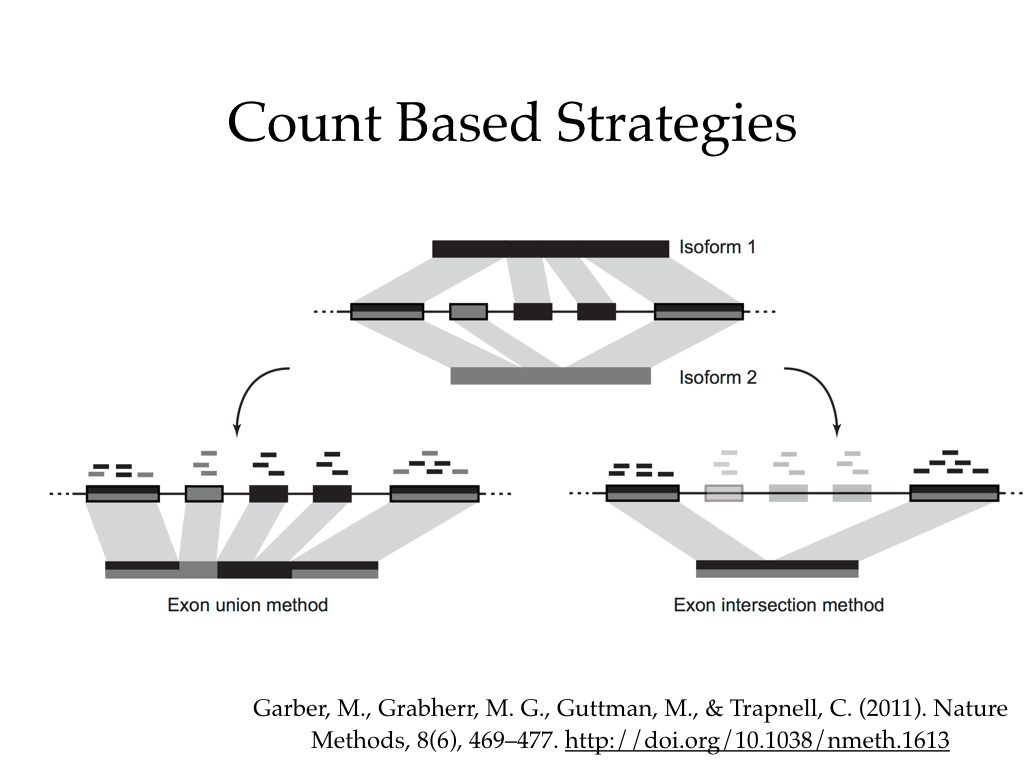 Count Based Strategies
Isoform 1
Isoform 2
Exon union method
Exon intersection method
Garber, M., Grabherr, M. G., Guttman, M., & Trapnell, C. (2011). Nature
Methods, 8(6), 469–477. http://doi.org/10.1038/nmeth.1613